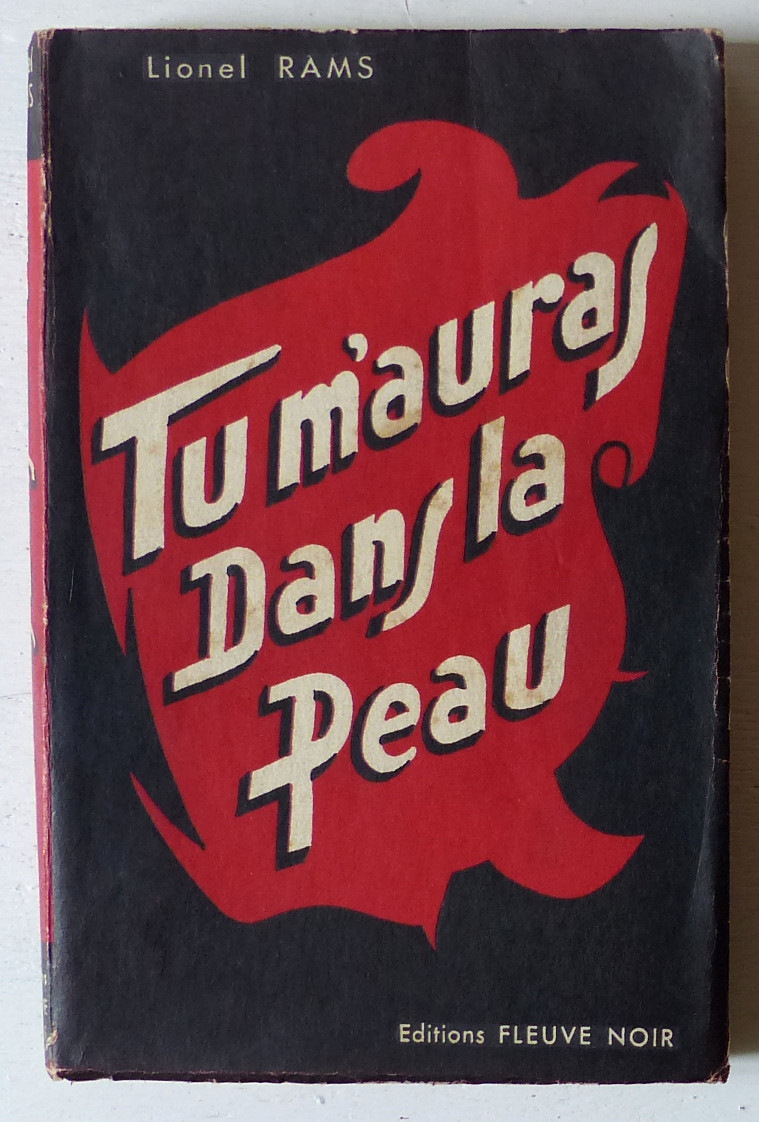 Lionel RAMS
Tu m'auras
Dans la
Peau
Editions FLEUVE NOIR